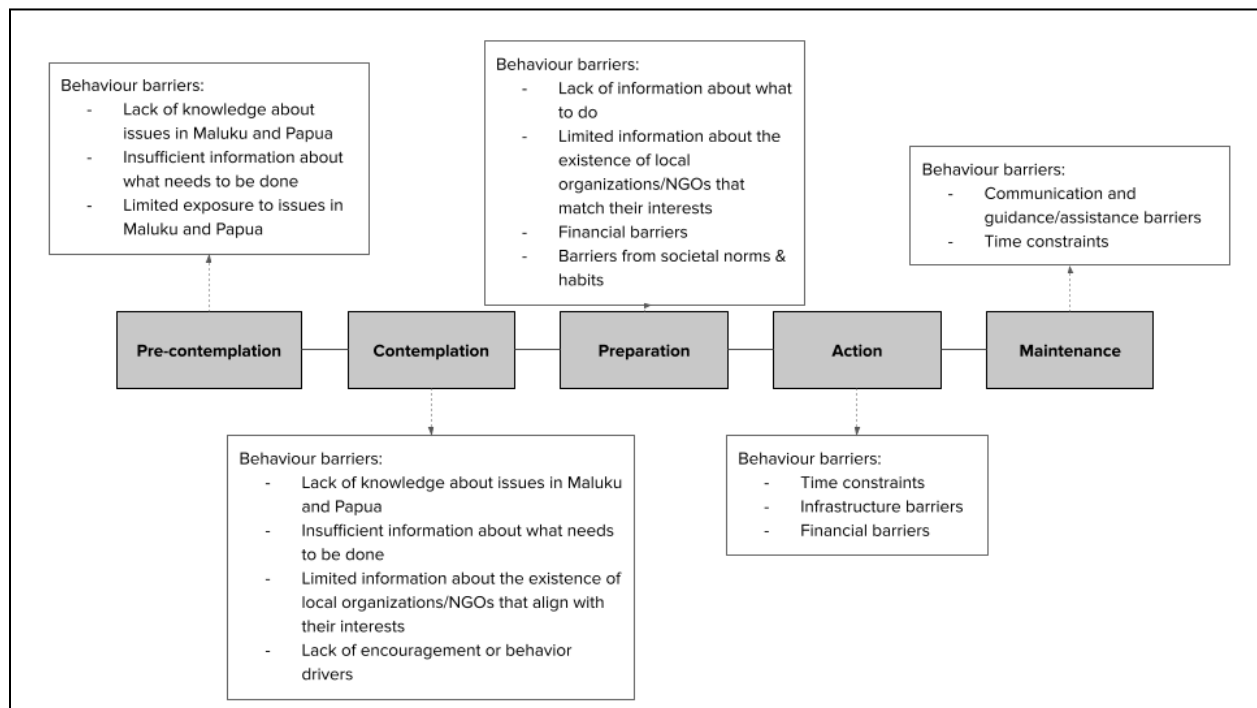 Behaviour barriers:
- Lack of knowledge about
issues in Maluku and Papua
- Insufficient information about
what needs to be done
- Limited exposure to issues in
Maluku and Papua
Behaviour barriers:
- Lack of information about what
to do
- Limited information about the
existence of local
organizations/NGOs that
match their interests
- Financial barriers
- Barriers from societal norms &
habits
Behaviour barriers:
- Communication and
guidance/assistance barriers
- Time constraints
Pre-contemplation
Contemplation
Preparation
Action
Maintenance
Behaviour barriers:
- Lack of knowledge about issues in Maluku
and Papua
- Insufficient information about what needs
to be done
- Limited information about the existence of
local organizations/NGOs that align with
their interests
- Lack of encouragement or behavior
drivers
Behaviour barriers:
- Time constraints
- Infrastructure barriers
- Financial barriers